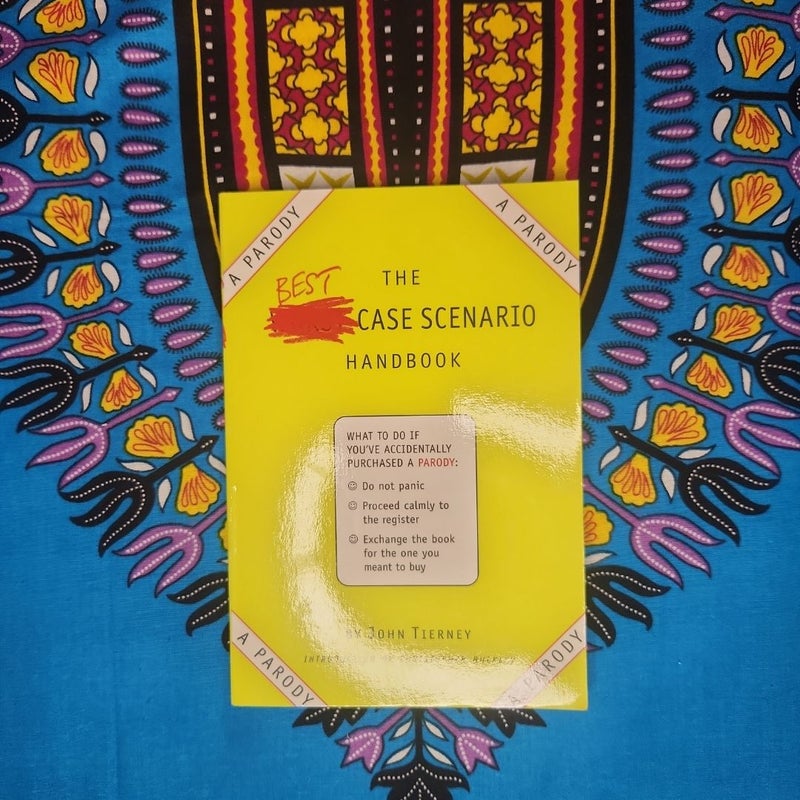 A PARODY
A PARODY
THE
BEST
CASE SCENARIO
HANDBOOK
WHAT TO DO IF
YOU'VE ACCIDENTALLY
PURCHASED A PARODY:
☺ Do not panic
☺ Proceed calmly to
the register
☺ Exchange the book
for the one you
meant to buy
BY JOHN TIERNEY
A PARODY
A PARODY